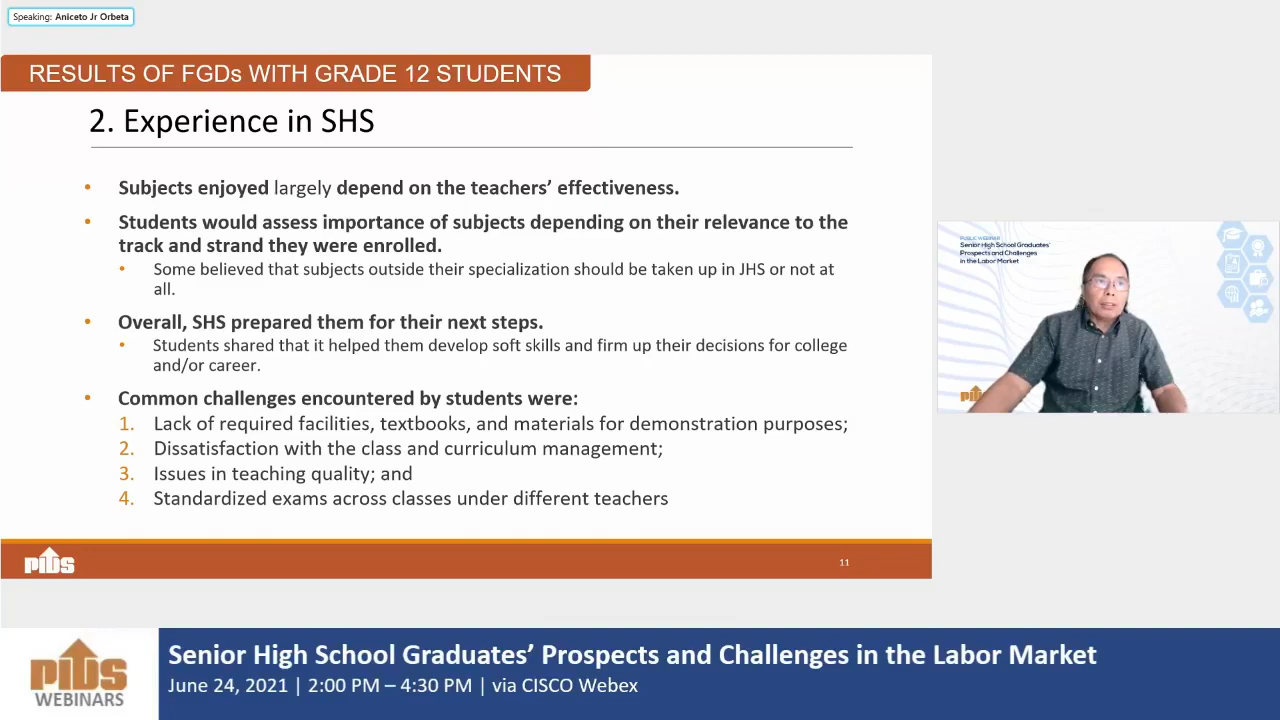 Speaking: Aniceto Jr Orbeta
RESULTS OF FGDs WITH GRADE 12 STUDENTS
2. Experience in SHS
• Subjects enjoyed largely depend on the teachers’ effectiveness.
• Students would assess importance of subjects depending on their relevance to the
track and strand they were enrolled.
• Some believed that subjects outside their specialization should be taken up in JHS or not at
all.
• Overall, SHS prepared them for their next steps.
• Students shared that it helped them develop soft skills and firm up their decisions for college
and/or career.
• Common challenges encountered by students were:
1. Lack of required facilities, textbooks, and materials for demonstration purposes;
2. Dissatisfaction with the class and curriculum management;
3. Issues in teaching quality; and
4. Standardized exams across classes under different teachers
PIDS
11
PUBLIC WEBINAR
Senior High School Graduates’
Prospects and Challenges
in the Labor Market
PIDS
WEBINARS
Senior High School Graduates’ Prospects and Challenges in the Labor Market
June 24, 2021 | 2:00 PM – 4:30 PM | via CISCO Webex